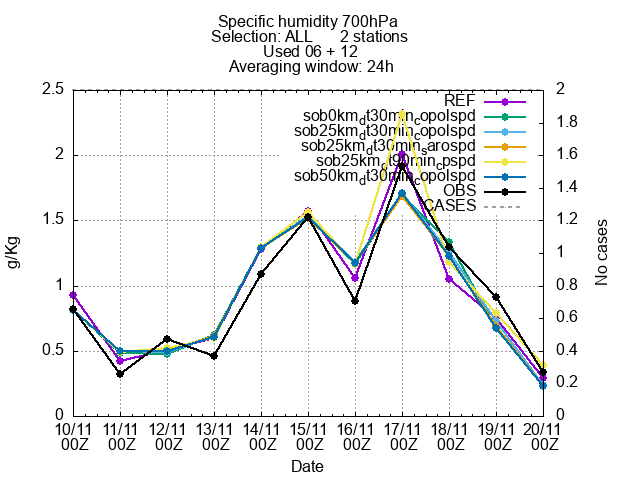 Specific humidity 700hPa
Selection: ALL 2 stations
Used 06 + 12
Averaging window: 24h
REF
sob0km_dt30min_copolspd
sob25km_dt30min_copolspd
sob25km_dt30min_sarospd
sob25km_dt90min_cpspd
sob50km_dt30min_copolspd
OBS
CASES
2.5
2
1.5
1
0.5
0
g/Kg
2
1.8
1.6
1.4
1.2
1
0.8
0.6
0.4
0.2
0
No cases
10/11 11/11 12/11 13/11 14/11 15/11 16/11 17/11 18/11 19/11 20/11
00Z 00Z 00Z 00Z 00Z 00Z 00Z 00Z 00Z 00Z 00Z
Date